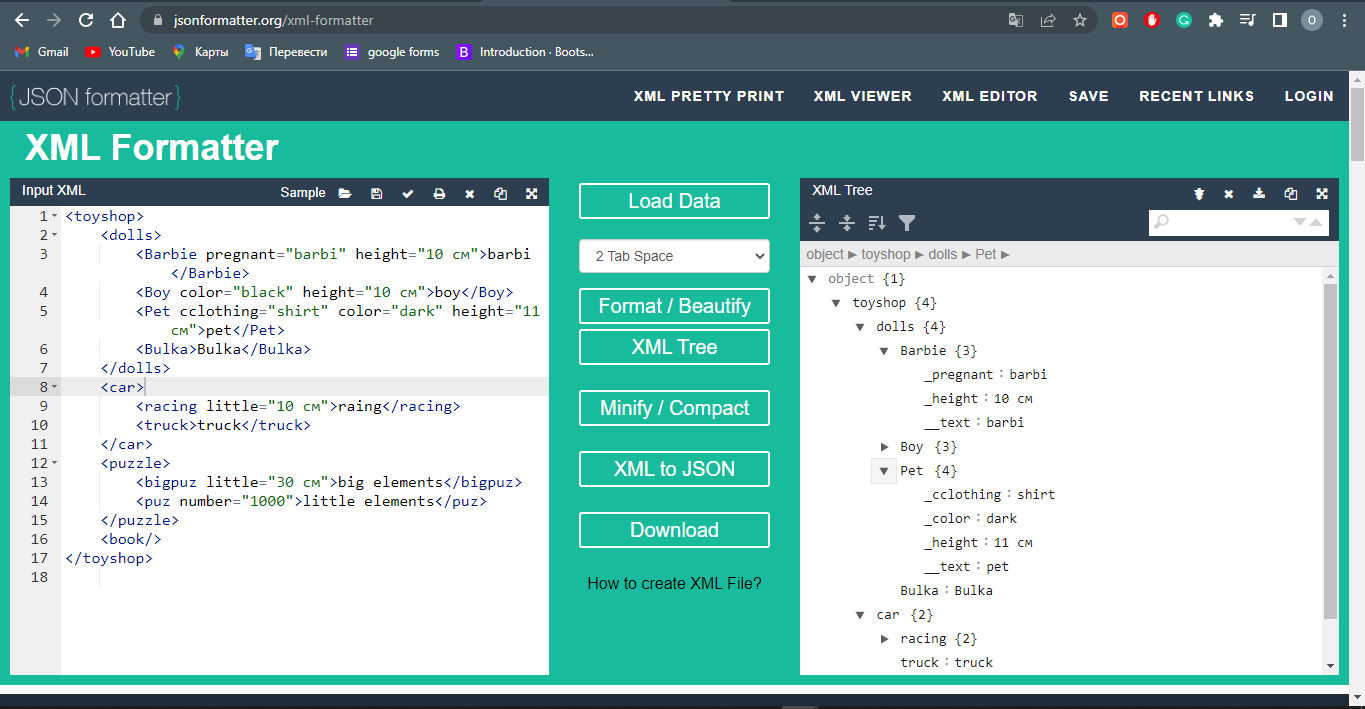 jsonformatter.org/xml-formatter
O
Gmail
YouTube
Карты
Перевести
google forms
B
Introduction · Boots...
{JSON formatter}
XML PRETTY PRINT
XML VIEWER
XML EDITOR
SAVE
RECENT LINKS
LOGIN
XML Formatter
Input XML
Sample
1 <toyshop>
2 <dolls>
3 <Barbie pregnant="barbi" height="10 см">barbi
</Barbie>
4 <Boy color="black" height="10 см">boy</Boy>
5 <Pet cclothing="shirt" color="dark" height="11
см">pet</Pet>
6 <Bulka>Bulka</Bulka>
7 </dolls>
8 <car>
9 <racing little="10 см">raing</racing>
10 <truck>truck</truck>
11 </car>
12 <puzzle>
13 <bigpuz little="30 см">big elements</bigpuz>
14 <puz number="1000">little elements</puz>
15 </puzzle>
16 <book/>
17 </toyshop>
18
Load Data
2 Tab Space
Format / Beautify
XML Tree
Minify / Compact
XML to JSON
Download
How to create XML File?
XML Tree
object ► toyshop ► dolls ► Pet ►
object {1}
toyshop {4}
dolls {4}
Barbie {3}
_pregnant : barbi
_height : 10 см
__text : barbi
Boy {3}
Pet {4}
_cclothing : shirt
_color : dark
_height : 11 см
__text : pet
Bulka : Bulka
car {2}
racing {2}
truck : truck